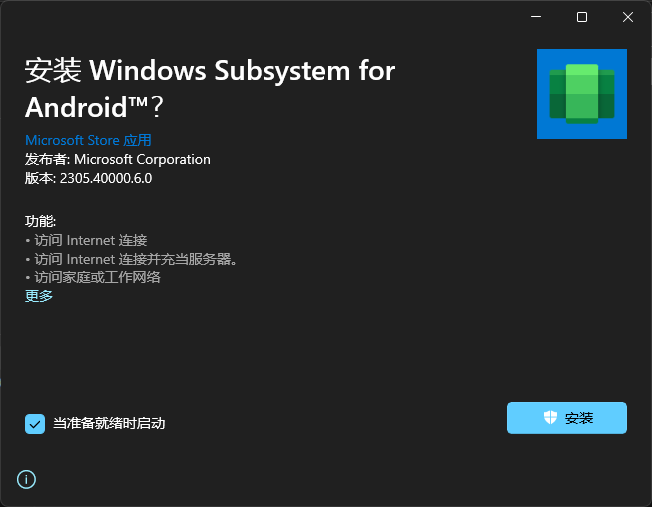 安装 Windows Subsystem for
Android™?
Microsoft Store 应用
发布者: Microsoft Corporation
版本: 2305.40000.6.0
功能:
• 访问 Internet 连接
• 访问 Internet 连接并充当服务器。
• 访问家庭或工作网络
更多
当准备就绪时启动
安装